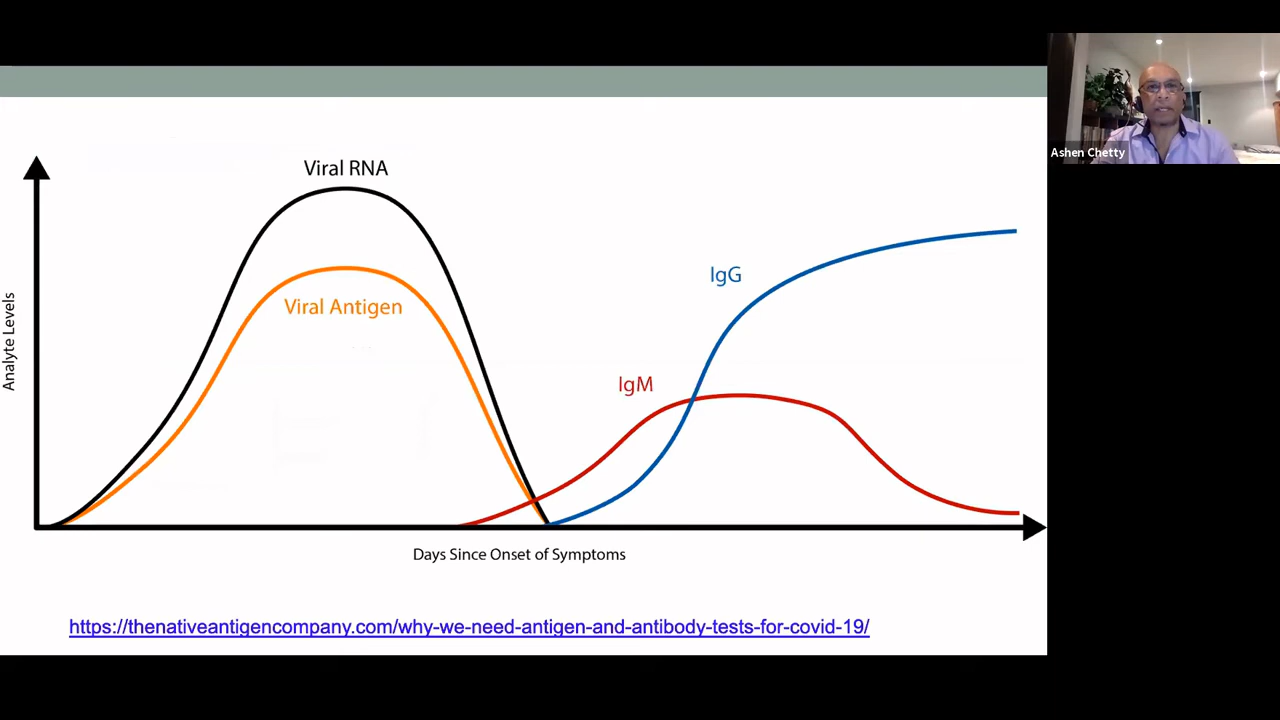 Ashen Chetty
Viral RNA
IgG
Viral Antigen
Analyte Levels
IgM
Days Since Onset of Symptoms
https://thenativeantigencompany.com/why-we-need-antigen-and-antibody-tests-for-covid-19/